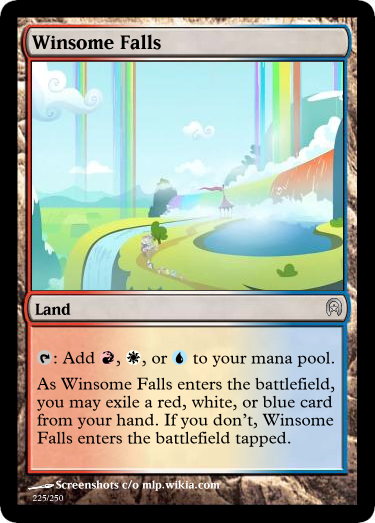 Winsome Falls
Land
: Add , , or to your mana pool.
As Winsome Falls enters the battlefield,
you may exile a red, white, or blue card
from your hand. If you don't, Winsome
Falls enters the battlefield tapped.
Screenshots c/o mlp.wikia.com
225/250